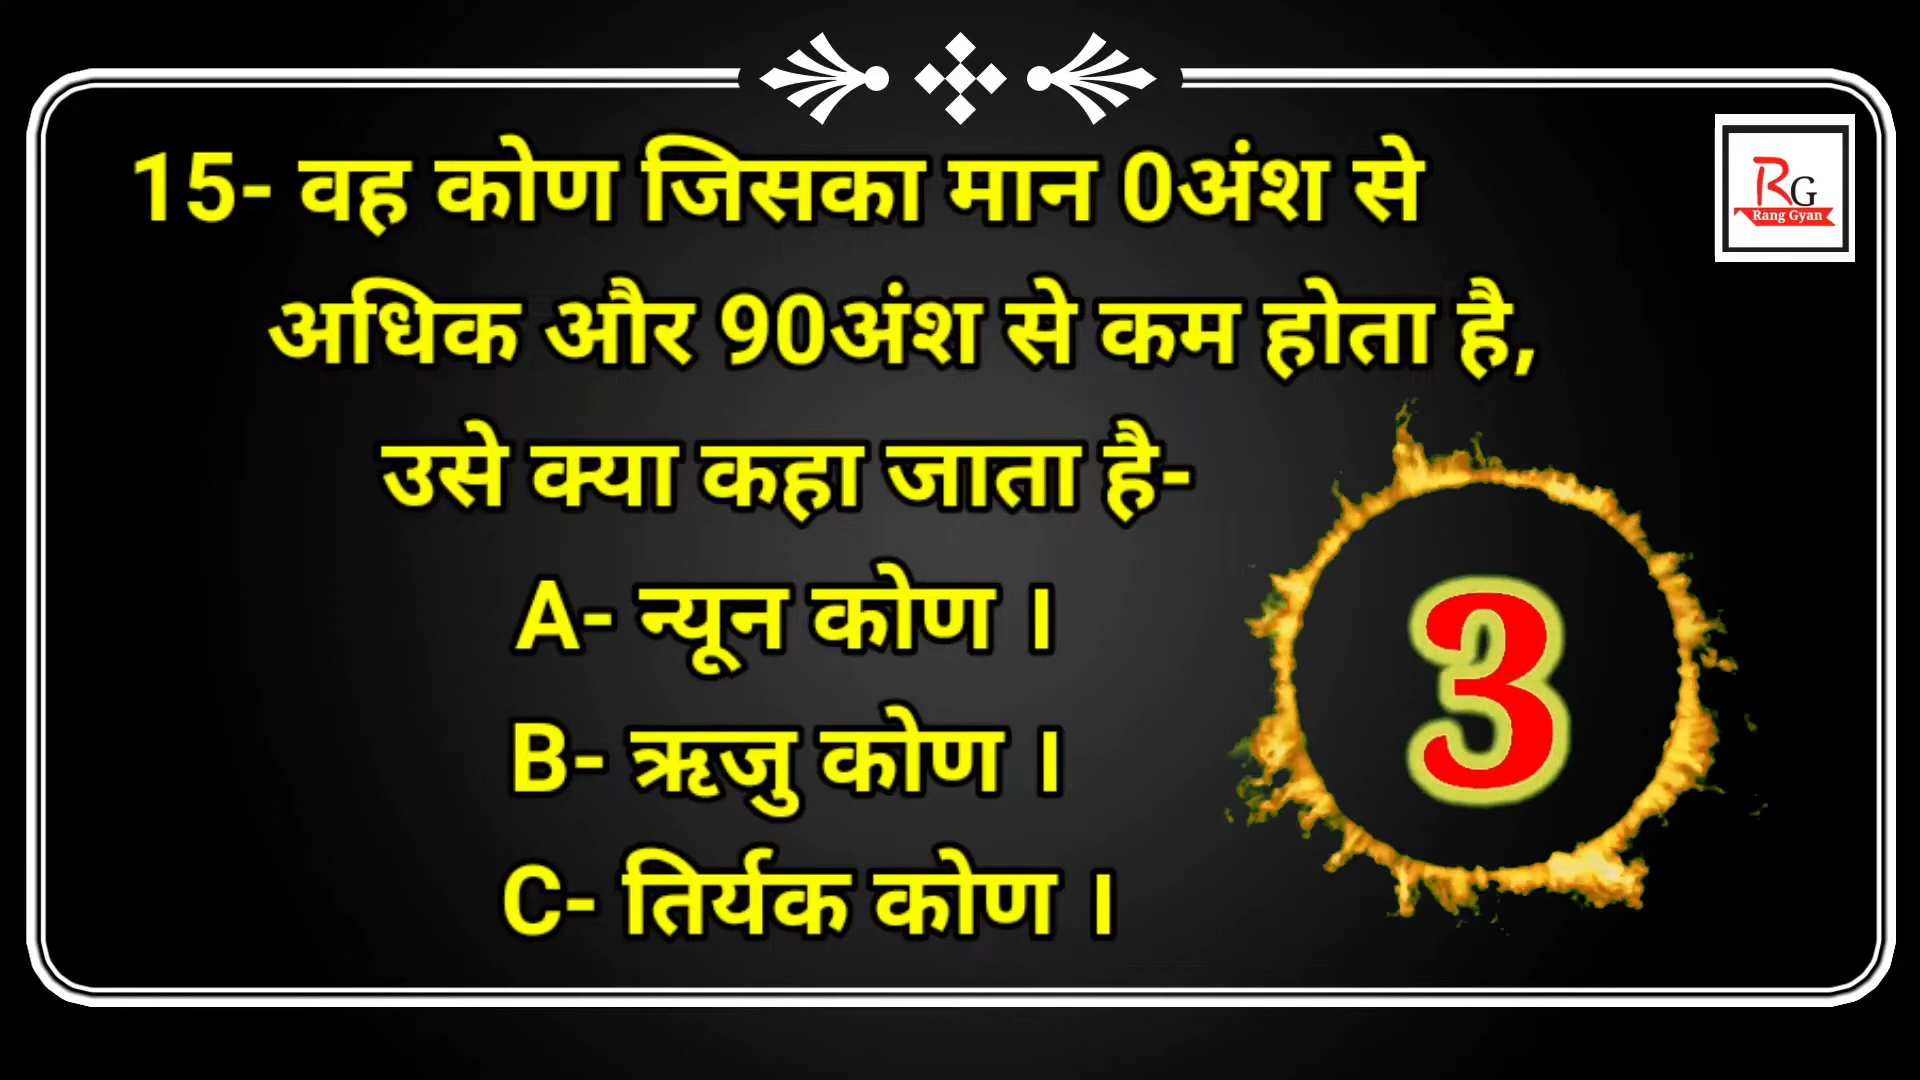 RG
Rang Gyan
15- वह कोण जिसका मान 0अंश से
अधिक और 90अंश से कम होता है,
उसे क्या कहा जाता है-
A- न्यून कोण ।
B- ऋजु कोण ।
C- तिर्यक कोण ।
3